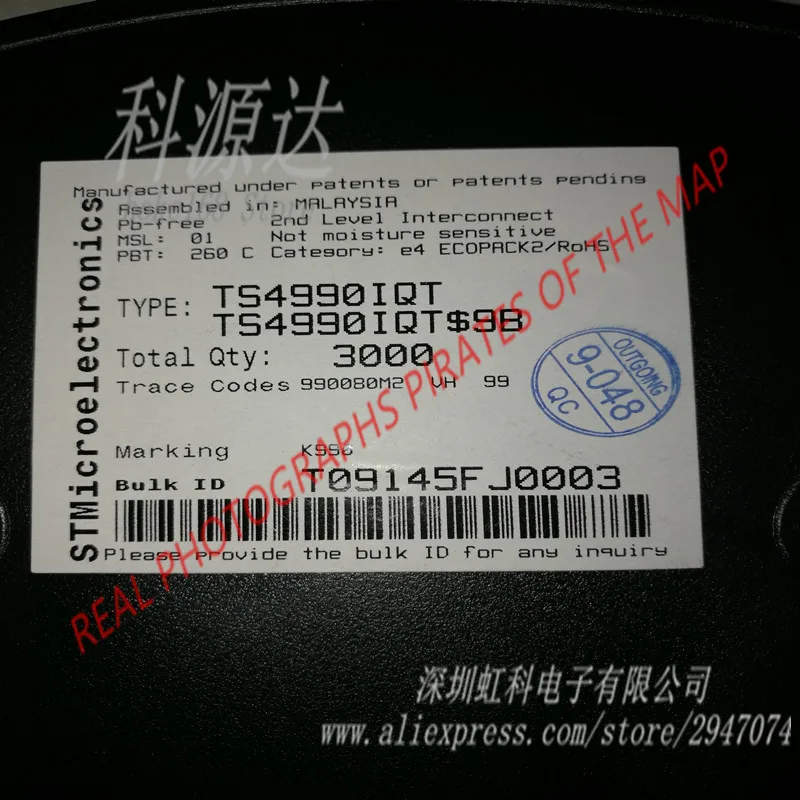 科源达
Manufactured under patents or patents pending
Assembled in: MALAYSIA
Pb-free 2nd Level Interconnect
MSL: 01 Not moisture sensitive
PBT: 260 C Category: e4 ECOPACK2/RoHS
TYPE: TS4990IQT
TS4990IQT$9B
Total Qty: 3000
Trace Codes 990080M2 VH 99
Marking K990
Bulk ID T09145FJ0003
Please provide the bulk ID for any inquiry
STMicroelectronics
OUTGOING
9-048
QC
REAL PHOTOGRAPHS PIRATES OF THE MAP
深圳虹科电子有限公司
www.aliexpress.com/store/2947074